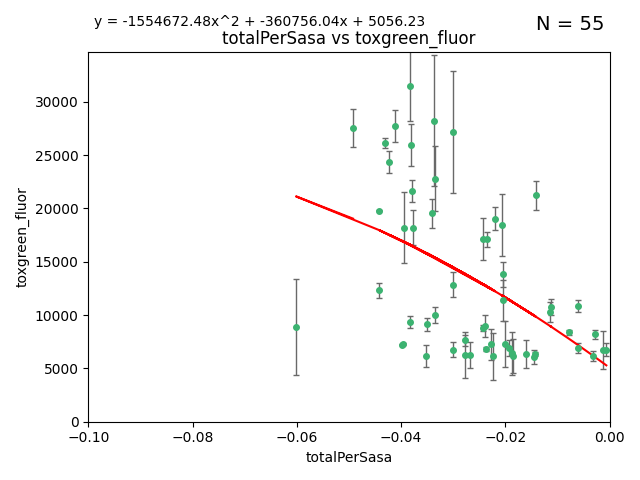 y = -1554672.48x^2 + -360756.04x + 5056.23
N = 55
totalPerSasa vs toxgreen_fluor
toxgreen_fluor
30000
25000
20000
15000
10000
5000
0
−0.10
−0.08
−0.06
−0.04
−0.02
0.00
totalPerSasa